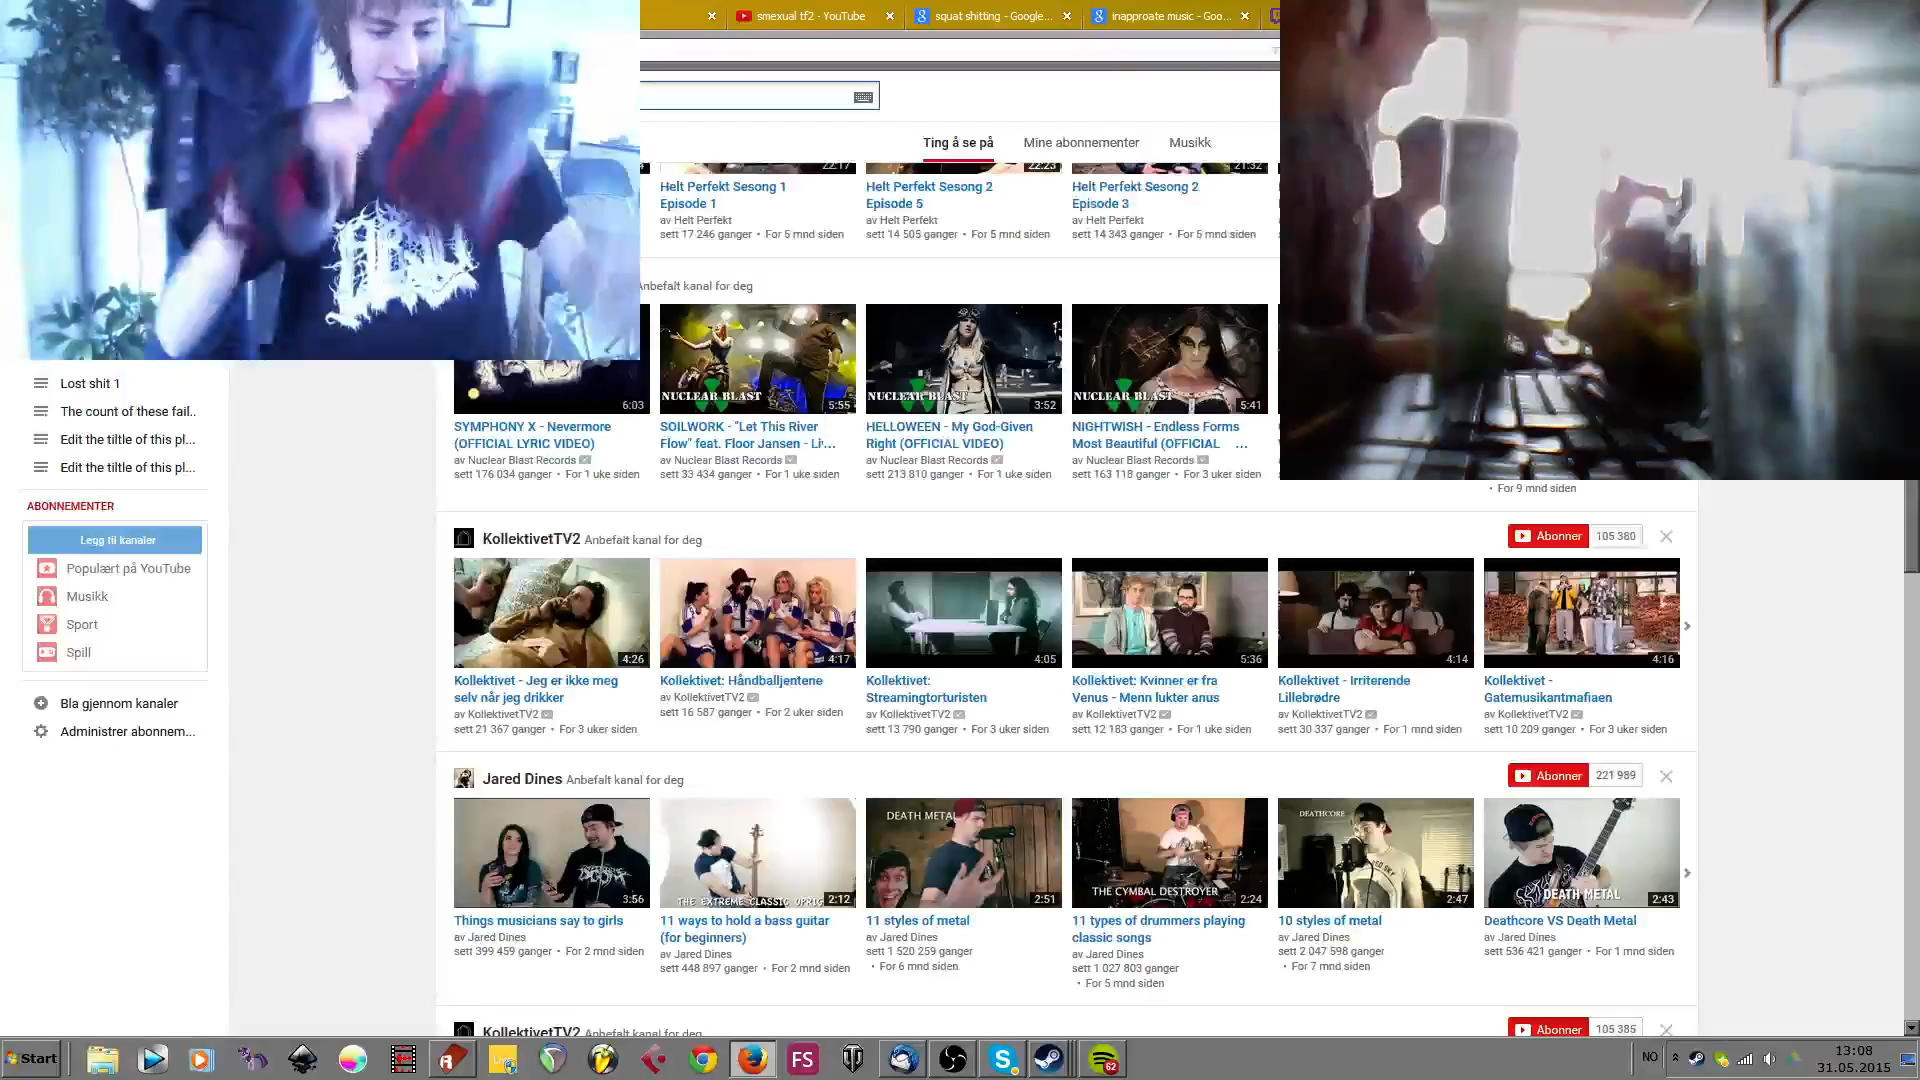 smexual tf2 - YouTube
squat shitting - Google...
inapproate music - Goo...
Ting å se på
Mine abonnementer
Musikk
22:17
22:23
21:32
Helt Perfekt Sesong 1
Episode 1
av Helt Perfekt
sett 17 246 ganger • For 5 mnd siden
Helt Perfekt Sesong 2
Episode 5
av Helt Perfekt
sett 14 505 ganger • For 5 mnd siden
Helt Perfekt Sesong 2
Episode 3
av Helt Perfekt
sett 14 343 ganger • For 5 mnd siden
Anbefalt kanal for deg
6:03
NUCLEAR BLAST
5:55
NUCLEAR BLAST
3:52
NUCLEAR BLAST
5:41
SYMPHONY X - Nevermore
(OFFICIAL LYRIC VIDEO)
av Nuclear Blast Records
sett 176 034 ganger • For 1 uke siden
SOILWORK - "Let This River
Flow" feat. Floor Jansen - Li'...
av Nuclear Blast Records
sett 33 434 ganger • For 1 uke siden
HELLOWEEN - My God-Given
Right (OFFICIAL VIDEO)
av Nuclear Blast Records
sett 213 810 ganger • For 1 uke siden
NIGHTWISH - Endless Forms
Most Beautiful (OFFICIAL ...
av Nuclear Blast Records
sett 163 118 ganger • For 3 uker siden
• For 9 mnd siden
Lost shit 1
The count of these fail..
Edit the tiltle of this pl...
Edit the tiltle of this pl...
ABONNEMENTER
Legg til kanaler
Populært på YouTube
Musikk
Sport
Spill
Bla gjennom kanaler
Administrer abonnem...
KollektivetTV2 Anbefalt kanal for deg
Abonner 105 380
4:26
4:17
4:05
5:36
4:14
4:16
Kollektivet - Jeg er ikke meg
selv når jeg drikker
av KollektivetTV2
sett 21 367 ganger • For 3 uker siden
Kollektivet: Håndballjentene
av KollektivetTV2
sett 16 587 ganger • For 2 uker siden
Kollektivet:
Streamingtorturisten
av KollektivetTV2
sett 13 790 ganger • For 3 uker siden
Kollektivet: Kvinner er fra
Venus - Menn lukter anus
av KollektivetTV2
sett 12 183 ganger • For 1 uke siden
Kollektivet - Irriterende
Lillebrødre
av KollektivetTV2
sett 30 337 ganger • For 1 mnd siden
Kollektivet -
Gatemusikantmafiaen
av KollektivetTV2
sett 10 209 ganger • For 3 uker siden
Jared Dines Anbefalt kanal for deg
Abonner 221 989
3:56
THE EXTREME CLASSIC UPRIG
2:12
DEATH METAL
2:51
THE CYMBAL DESTROYER
2:24
DEATHCORE
2:47
DEATH METAL
2:43
Things musicians say to girls
av Jared Dines
sett 399 459 ganger • For 2 mnd siden
11 ways to hold a bass guitar
(for beginners)
av Jared Dines
sett 448 897 ganger • For 2 mnd siden
11 styles of metal
av Jared Dines
sett 1 520 259 ganger
• For 6 mnd siden
11 types of drummers playing
classic songs
av Jared Dines
sett 1 027 803 ganger
• For 5 mnd siden
10 styles of metal
av Jared Dines
sett 2 047 598 ganger
• For 7 mnd siden
Deathcore VS Death Metal
av Jared Dines
sett 536 421 ganger • For 1 mnd siden
KollektivetTV2 Anbefalt kanal for deg
Abonner 105 385
Start
FS
62
NO
13:08
31.05.2015